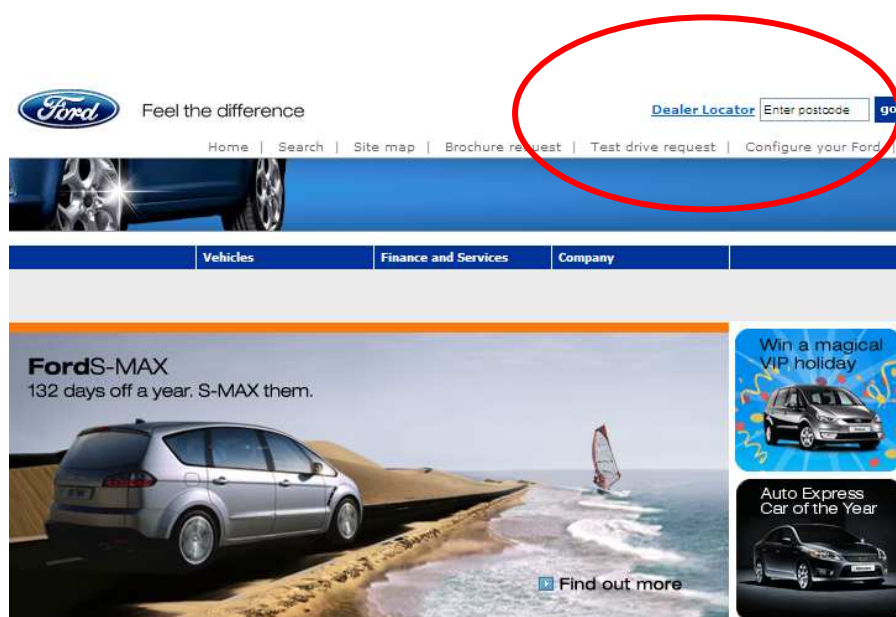 Ford
Feel the difference
Dealer Locator Enter postcode go
Home | Search | Site map | Brochure request | Test drive request | Configure your Ford |
Vehicles Finance and Services Company
FordS-MAX
132 days off a year. S-MAX them.
Find out more
Win a magical
VIP holiday
Auto Express
Car of the Year